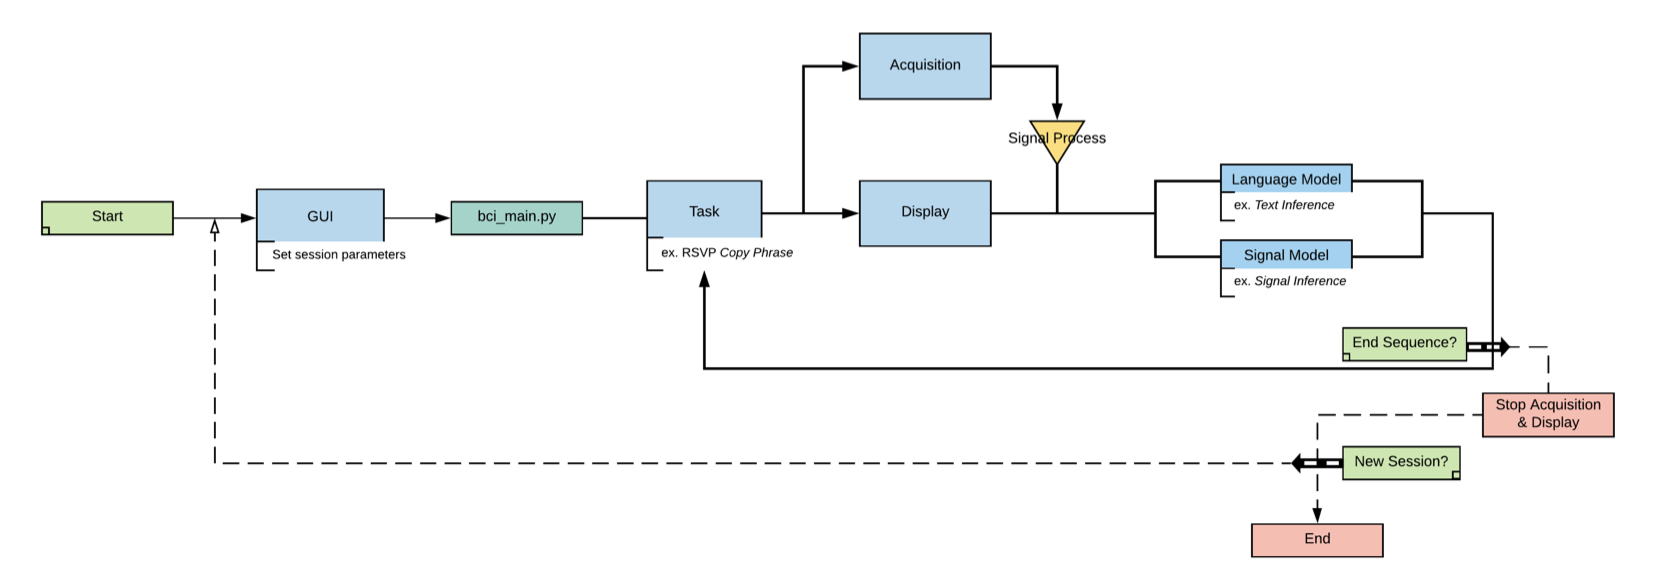 Acquisition
Signal Process
Start
GUI
Set session parameters
bci_main.py
Task
ex. RSVP Copy Phrase
Display
Language Model
ex. Text Inference
Signal Model
ex. Signal Inference
End Sequence?
Stop Acquisition
& Display
New Session?
End